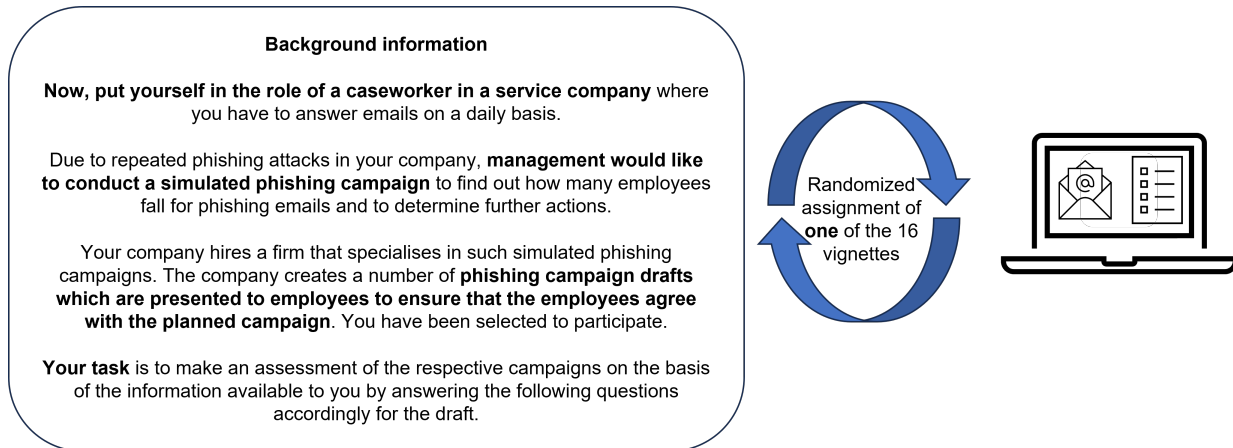 Background information
Now, put yourself in the role of a caseworker in a service company where
you have to answer emails on a daily basis.
Due to repeated phishing attacks in your company, management would like
to conduct a simulated phishing campaign to find out how many employees
fall for phishing emails and to determine further actions.
Your company hires a firm that specialises in such simulated phishing
campaigns. The company creates a number of phishing campaign drafts
which are presented to employees to ensure that the employees agree
with the planned campaign. You have been selected to participate.
Your task is to make an assessment of the respective campaigns on the basis
of the information available to you by answering the following questions
accordingly for the draft.
Randomized
assignment of
one of the 16
vignettes
@